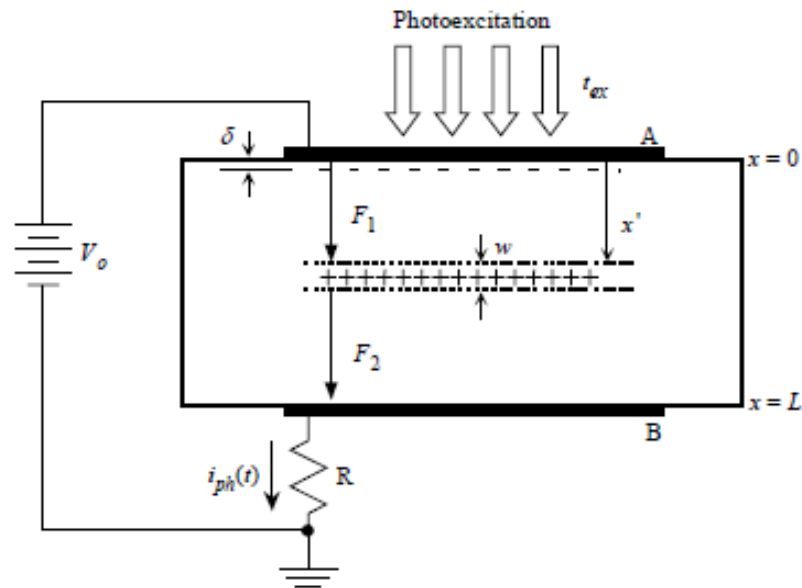 Photoexcitation
t_ex
δ
A
x = 0
F_1
w
x'
V_o
F_2
x = L
B
i_ph(t)
R